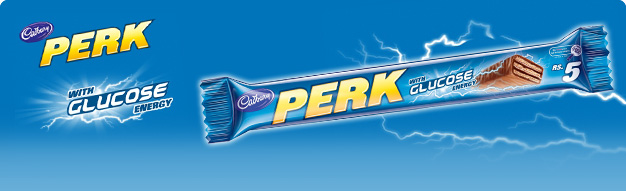 Cadbury
PERK
WITH
GLUCOSE
ENERGY
Cadbury
PERK
WITH
GLUCOSE
ENERGY
RS. 5